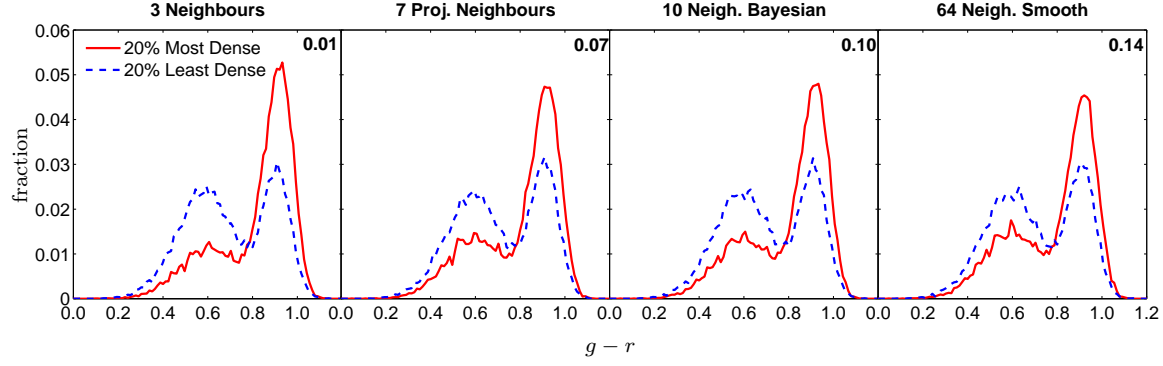 3 Neighbours 7 Proj. Neighbours 10 Neigh. Bayesian 64 Neigh. Smooth
0.06
0.05
0.04
0.03
0.02
0.01
0
fraction
20% Most Dense
20% Least Dense
0.01 0.07 0.10 0.14
0.0 0.2 0.4 0.6 0.8 1.0 0.0 0.2 0.4 0.6 0.8 1.0 0.0 0.2 0.4 0.6 0.8 1.0 0.0 0.2 0.4 0.6 0.8 1.0 1.2
g − r